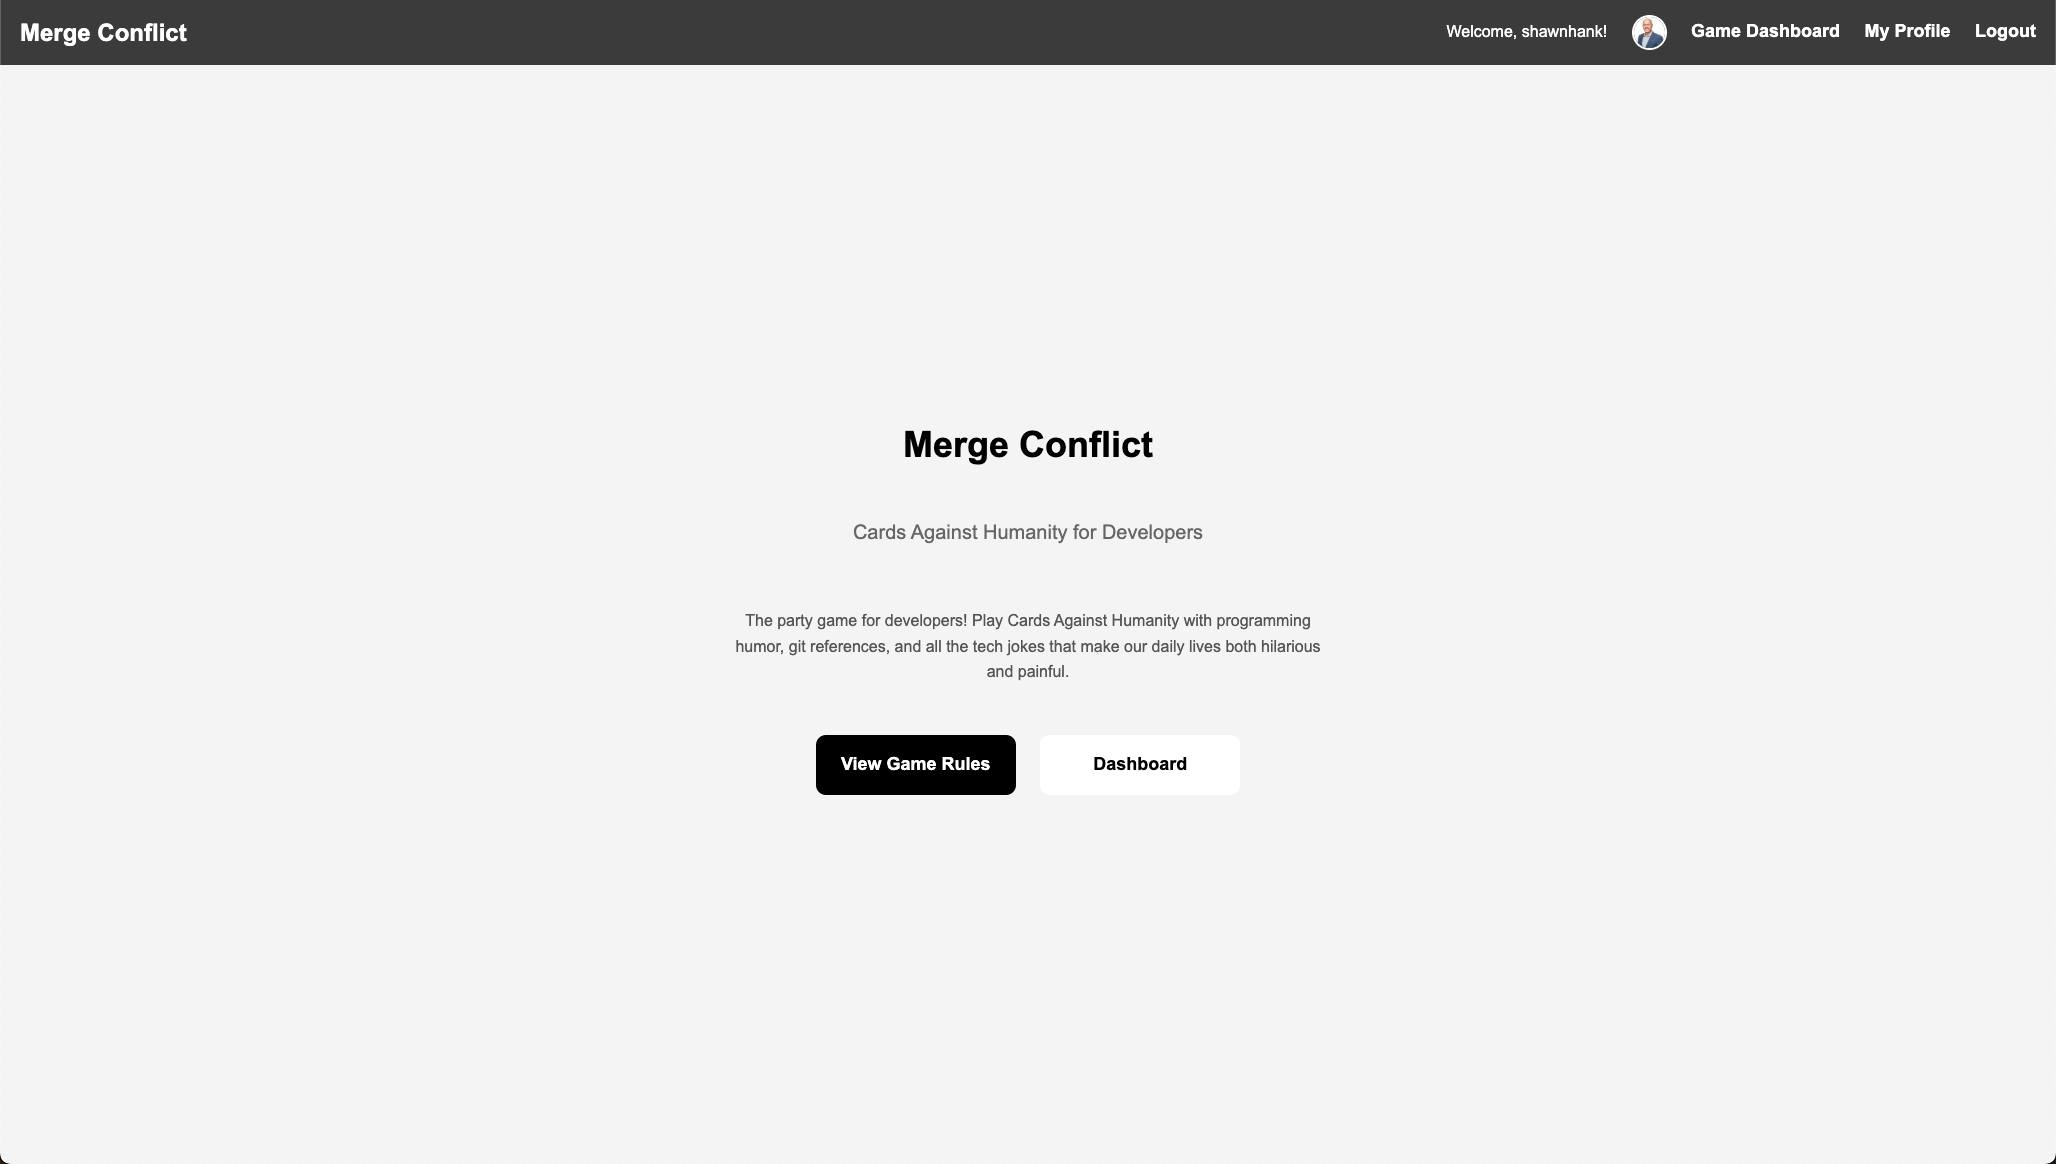 Merge Conflict
Welcome, shawnhank!
Game Dashboard
My Profile
Logout
Merge Conflict
Cards Against Humanity for Developers
The party game for developers! Play Cards Against Humanity with programming
humor, git references, and all the tech jokes that make our daily lives both hilarious
and painful.
View Game Rules
Dashboard